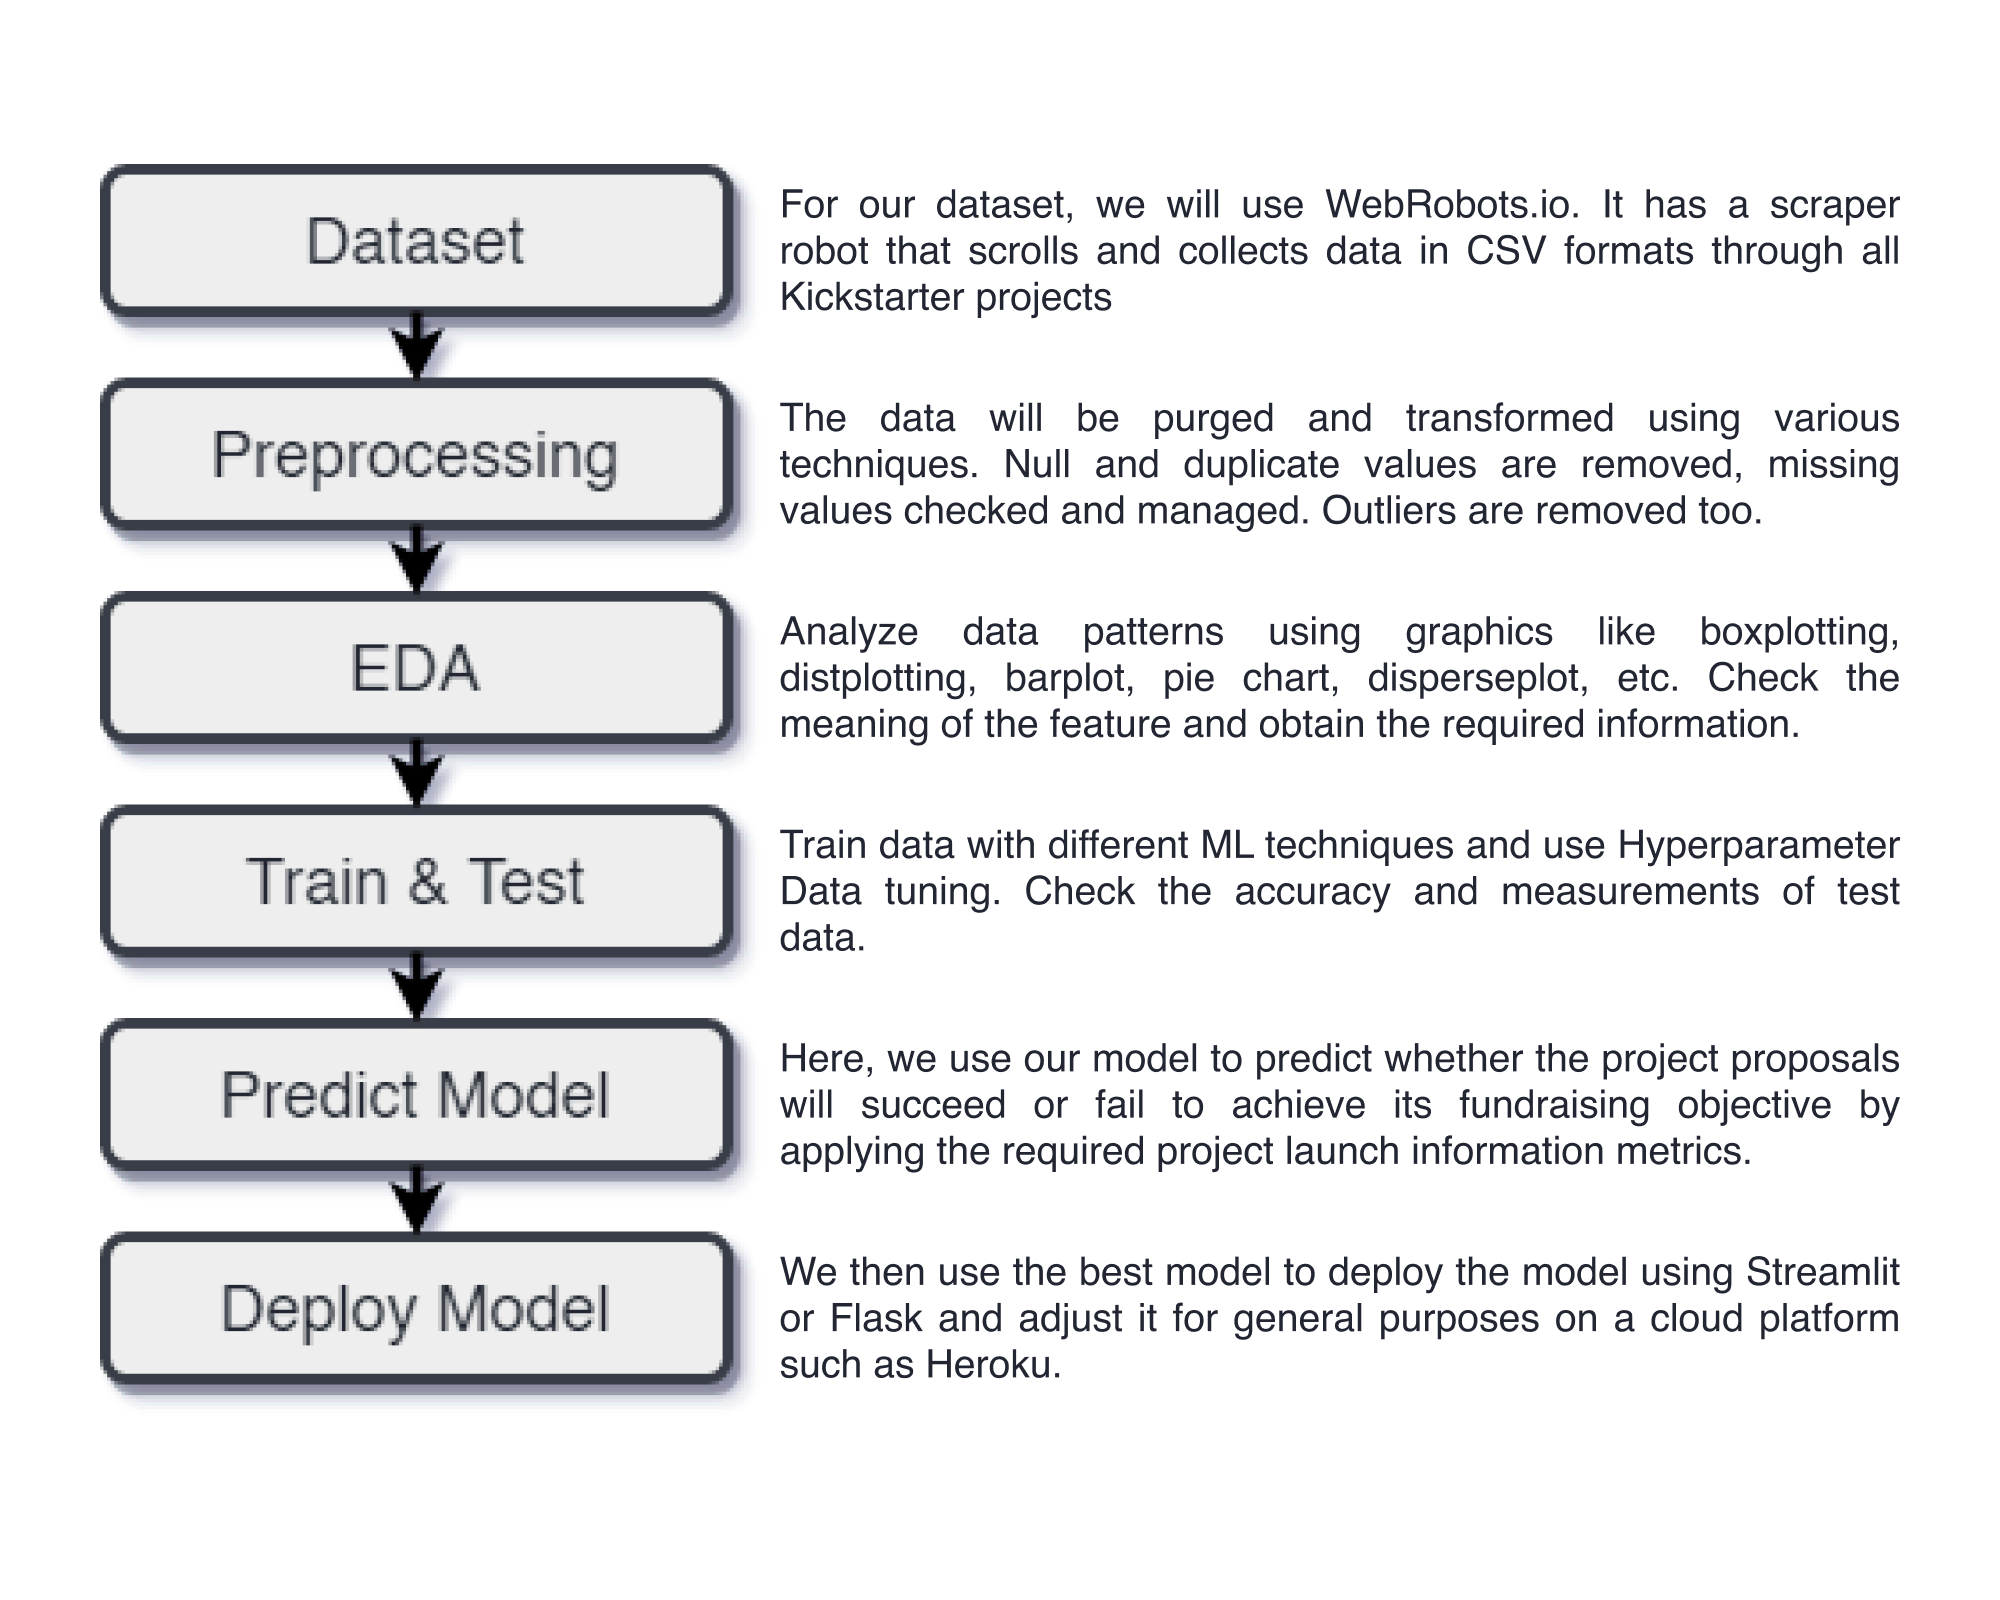 Dataset
For our dataset, we will use WebRobots.io. It has a scraper
robot that scrolls and collects data in CSV formats through all
Kickstarter projects
Preprocessing
The data will be purged and transformed using various
techniques. Null and duplicate values are removed, missing
values checked and managed. Outliers are removed too.
EDA
Analyze data patterns using graphics like boxplotting,
distplotting, barplot, pie chart, disperseplot, etc. Check the
meaning of the feature and obtain the required information.
Train & Test
Train data with different ML techniques and use Hyperparameter
Data tuning. Check the accuracy and measurements of test
data.
Predict Model
Here, we use our model to predict whether the project proposals
will succeed or fail to achieve its fundraising objective by
applying the required project launch information metrics.
Deploy Model
We then use the best model to deploy the model using Streamlit
or Flask and adjust it for general purposes on a cloud platform
such as Heroku.